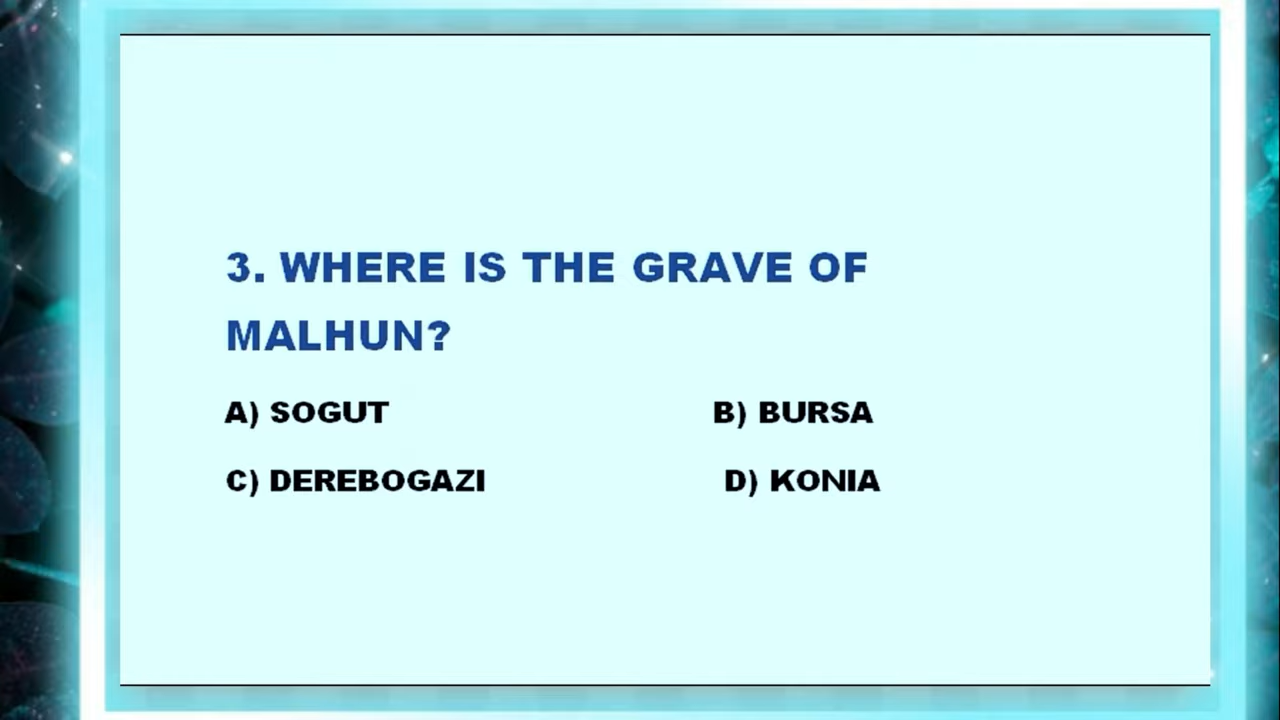 3. WHERE IS THE GRAVE OF
MALHUN?
A) SOGUT B) BURSA
C) DEREBOGAZI D) KONIA